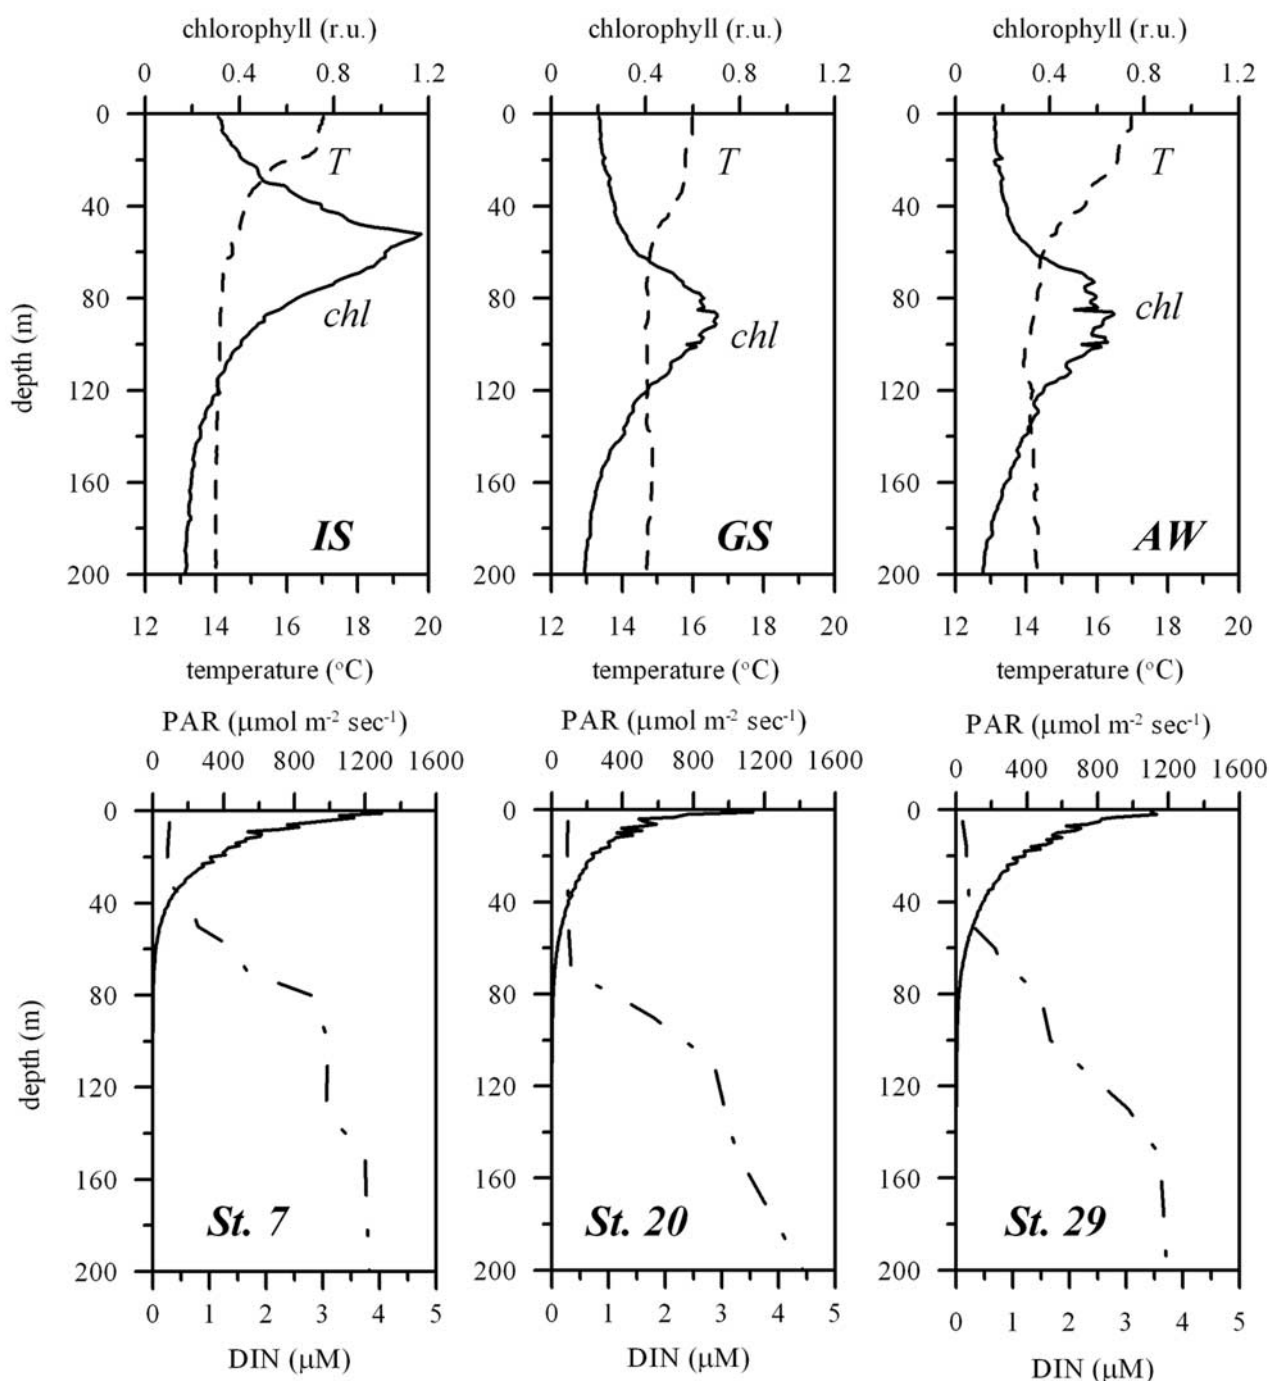 chlorophyll (r.u.) chlorophyll (r.u.) chlorophyll (r.u.)
0 0.4 0.8 1.2 0 0.4 0.8 1.2 0 0.4 0.8 1.2
0 0 0
T T T
40 40 40
depth (m)
80 80 80
chl chl chl
120 120 120
160 160 160
IS GS AW
200 200 200
12 14 16 18 20 12 14 16 18 20 12 14 16 18 20
temperature (°C) temperature (°C) temperature (°C)
PAR (μmol m⁻² sec⁻¹) PAR (μmol m⁻² sec⁻¹) PAR (μmol m⁻² sec⁻¹)
0 400 800 1200 1600 0 400 800 1200 1600 0 400 800 1200 1600
0 0 0
40 40 40
80 80 80
depth (m)
120 120 120
160 160 160
St. 7 St. 20 St. 29
200 200 200
0 1 2 3 4 5 0 1 2 3 4 5 0 1 2 3 4 5
DIN (μM) DIN (μM) DIN (μM)